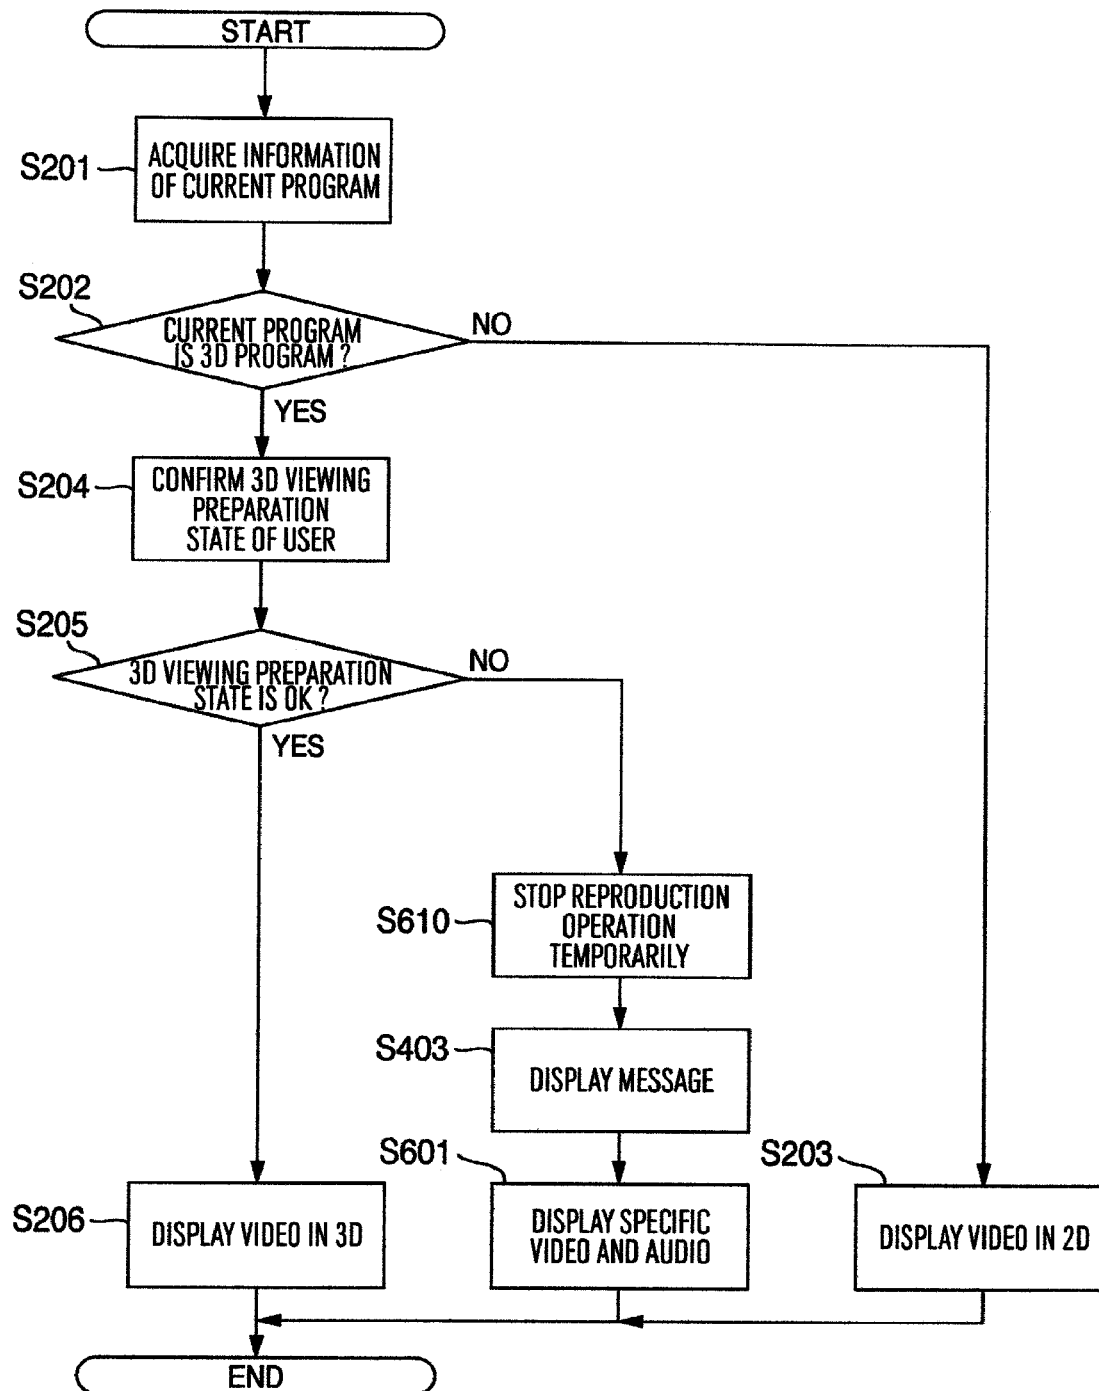 START
S201
ACQUIRE INFORMATION
OF CURRENT PROGRAM
S202
CURRENT PROGRAM
IS 3D PROGRAM ?
NO
YES
S204
CONFIRM 3D VIEWING
PREPARATION
STATE OF USER
S205
3D VIEWING PREPARATION
STATE IS OK ?
NO
YES
S610
STOP REPRODUCTION
OPERATION
TEMPORARILY
S403
DISPLAY MESSAGE
S601
DISPLAY SPECIFIC
VIDEO AND AUDIO
S203
DISPLAY VIDEO IN 2D
S206
DISPLAY VIDEO IN 3D
END